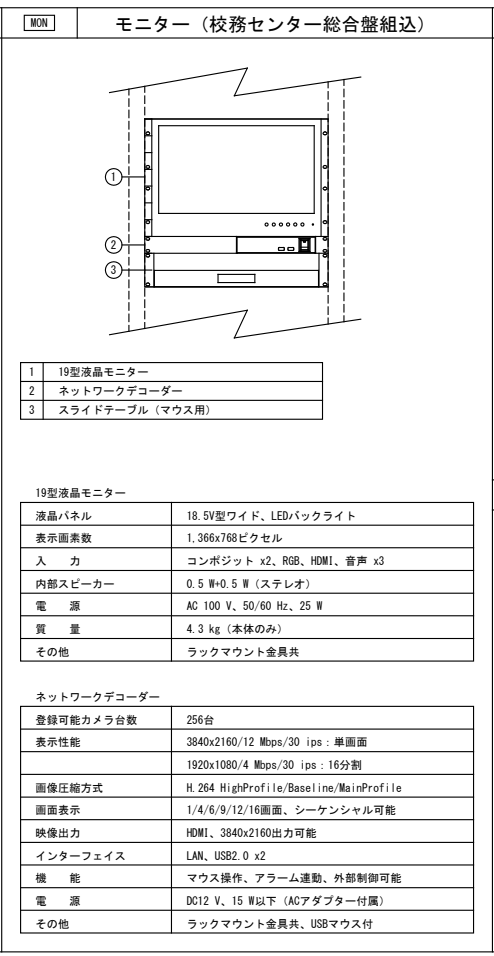 MON モニター（校務センター総合盤組込）
1
2
3
1 19型液晶モニター
2 ネットワークデコーダー
3 スライドテーブル（マウス用）
19型液晶モニター
液晶パネル 18.5V型ワイド、LEDバックライト
表示画素数 1,366x768ピクセル
入　力 コンポジット x2、RGB、HDMI、音声 x3
内部スピーカー 0.5 W+0.5 W（ステレオ）
電　源 AC 100 V、50/60 Hz、25 W
質　量 4.3 kg（本体のみ）
その他 ラックマウント金具共
ネットワークデコーダー
登録可能カメラ台数 256台
表示性能 3840x2160/12 Mbps/30 ips：単画面
1920x1080/4 Mbps/30 ips：16分割
画像圧縮方式 H.264 HighProfile/Baseline/MainProfile
画面表示 1/4/6/9/12/16画面、シーケンシャル可能
映像出力 HDMI、3840x2160出力可能
インターフェイス LAN、USB2.0 x2
機　能 マウス操作、アラーム連動、外部制御可能
電　源 DC12 V、15 W以下（ACアダプター付属）
その他 ラックマウント金具共、USBマウス付